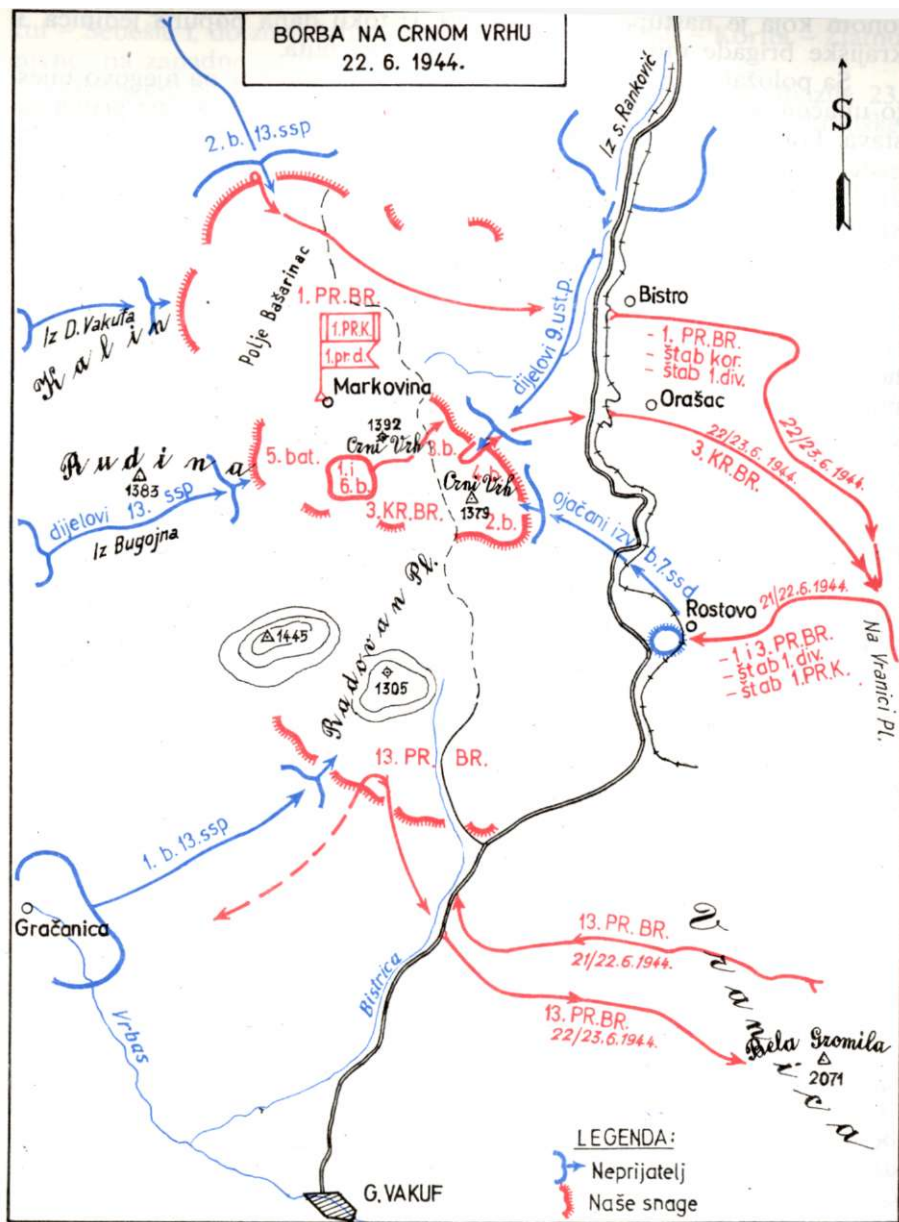 BORBA NA CRNOM VRHU
22. 6. 1944.
S
2. b. 13. ssp
Iz s. Ranković
Iz D. Vakufa
Kalin
Polje Bašarinac
1. PR. BR.
1. PR.K.
1. pr d.
Markovina
dijelovi 9. ust. p.
Bistro
- 1. PR. BR.
- štab kor.
- štab 1. div.
Orašac
22/23.6.1944.
3. KR. BR.
22/23.6.1944.
Rudina
1383
dijelovi 13. ssp
Iz Bugojna
5. bat.
1392
Crni Vrh
1. i
6. b.
3. KR. BR.
3. b.
4. b.
Crni Vrh
1379
2. b.
ojačani izv. b. 7. ssd
Rostovo
21/22.6.1944.
- 1 i 3. PR. BR.
- štab 1. div.
- štab 1. PR.K.
Na Vranici Pl.
Radovan Pl.
1445
1305
13. PR. BR.
1. b. 13. ssp
Gračanica
Vrbas
Bistrica
13. PR. BR.
21/22.6.1944.
13. PR. BR.
22/23.6.1944.
Vranica
Bela Gromila
2071
G. VAKUF
LEGENDA:
Neprijatelj
Naše snage